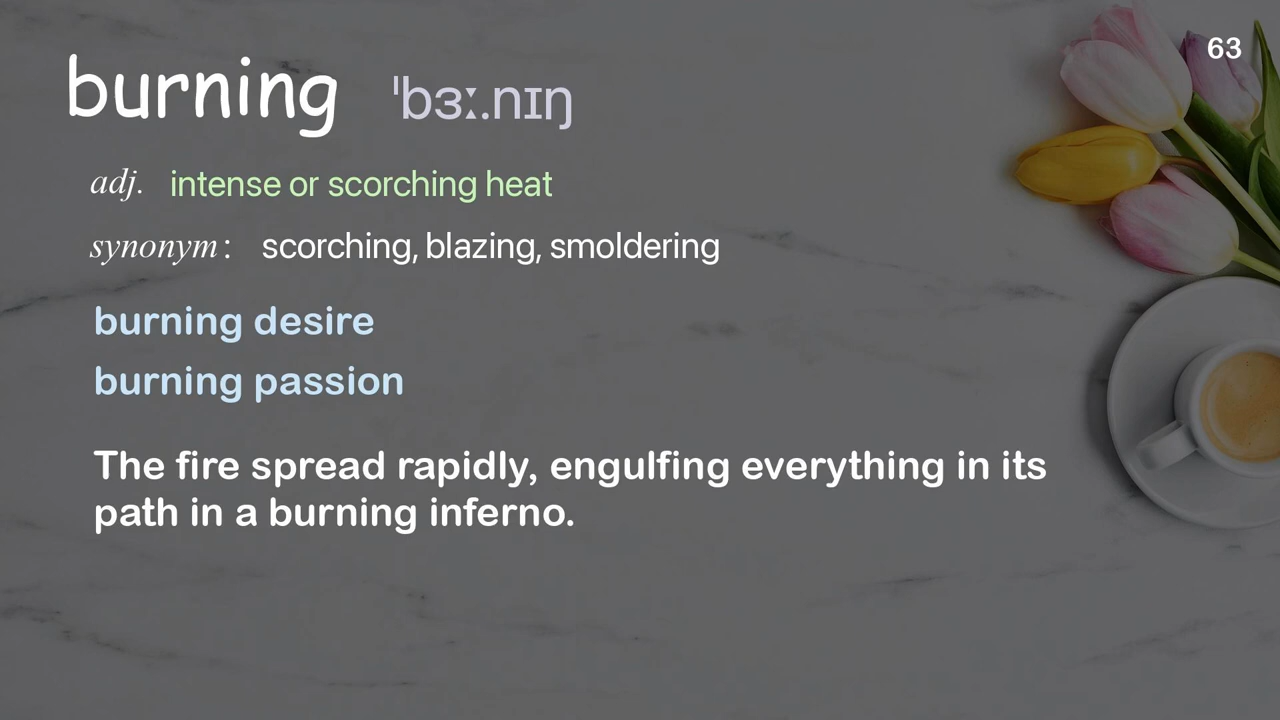 63
burning ˈbɜː.nɪŋ
adj. intense or scorching heat
synonym: scorching, blazing, smoldering
burning desire
burning passion
The fire spread rapidly, engulfing everything in its
path in a burning inferno.